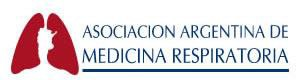 ASOCIACION ARGENTINA DE
MEDICINA RESPIRATORIA